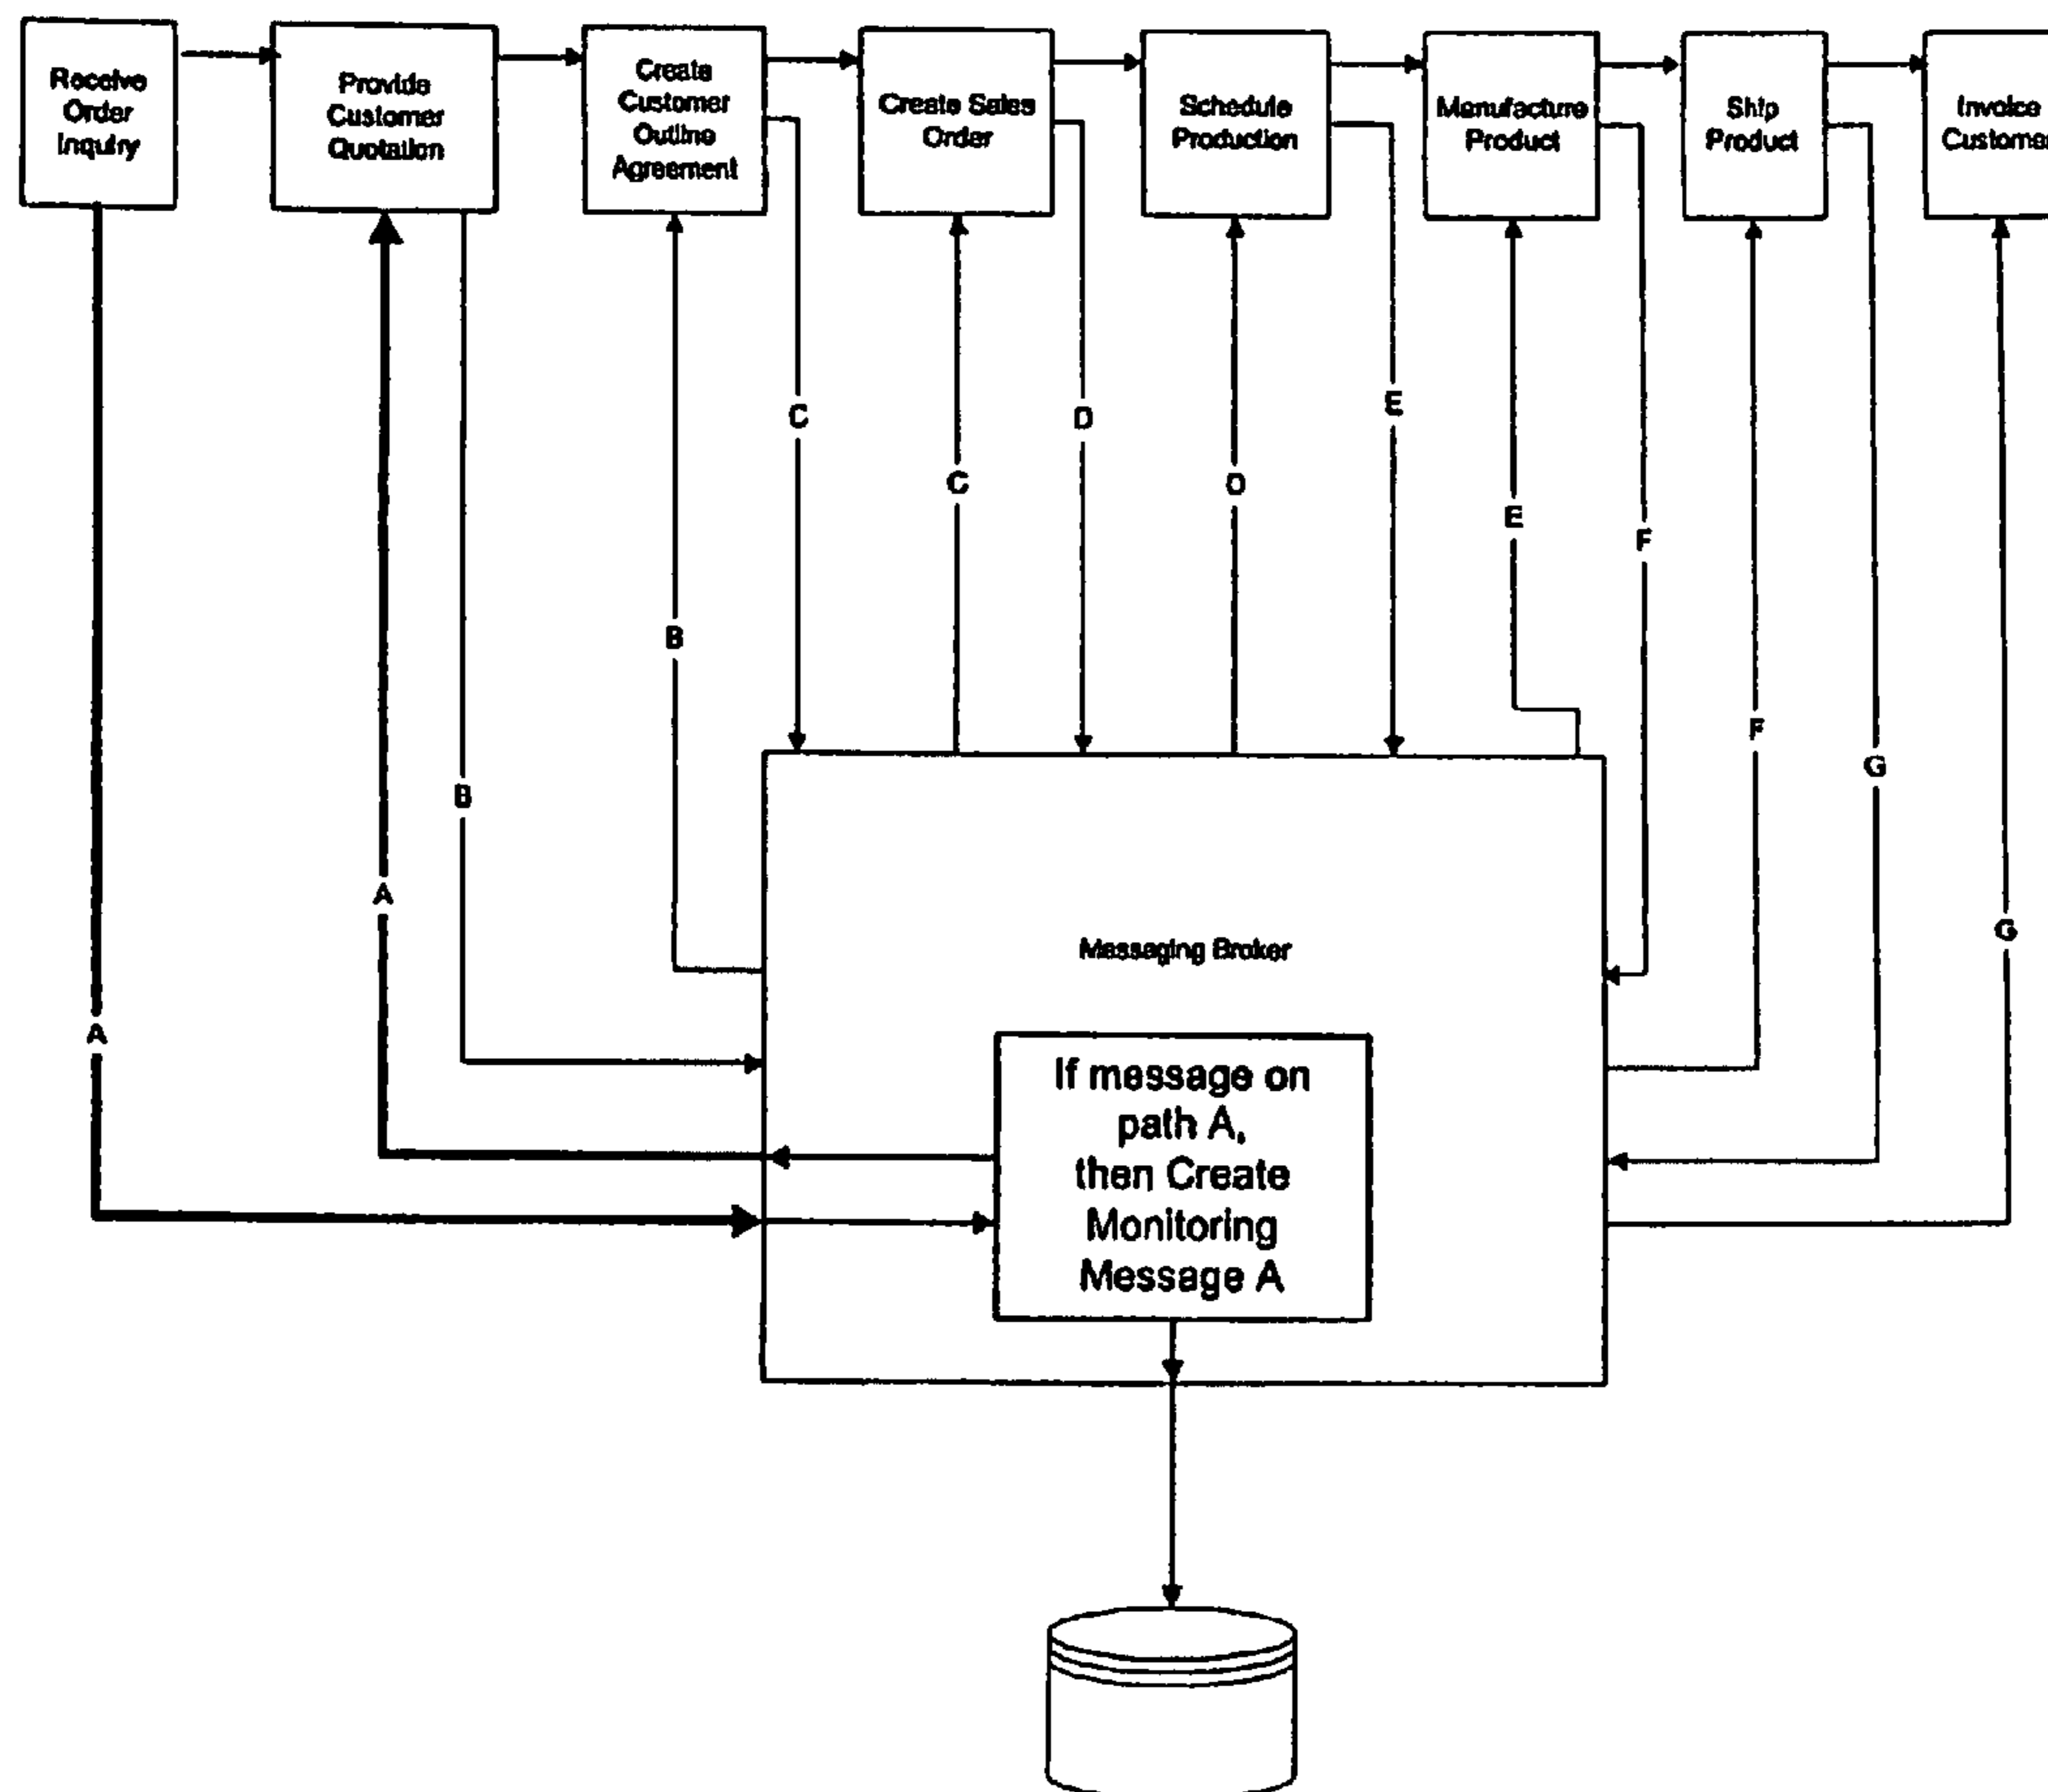 Receive
Order
Inquiry
Provide
Customer
Quotation
Create
Customer
Outline
Agreement
Create Sales
Order
Schedule
Production
Manufacture
Product
Ship
Product
Invoice
Customer
C
D
E
C
O
E
F
B
F
G
B
A
G
A
Messaging Broker
If message on
path A,
then Create
Monitoring
Message A